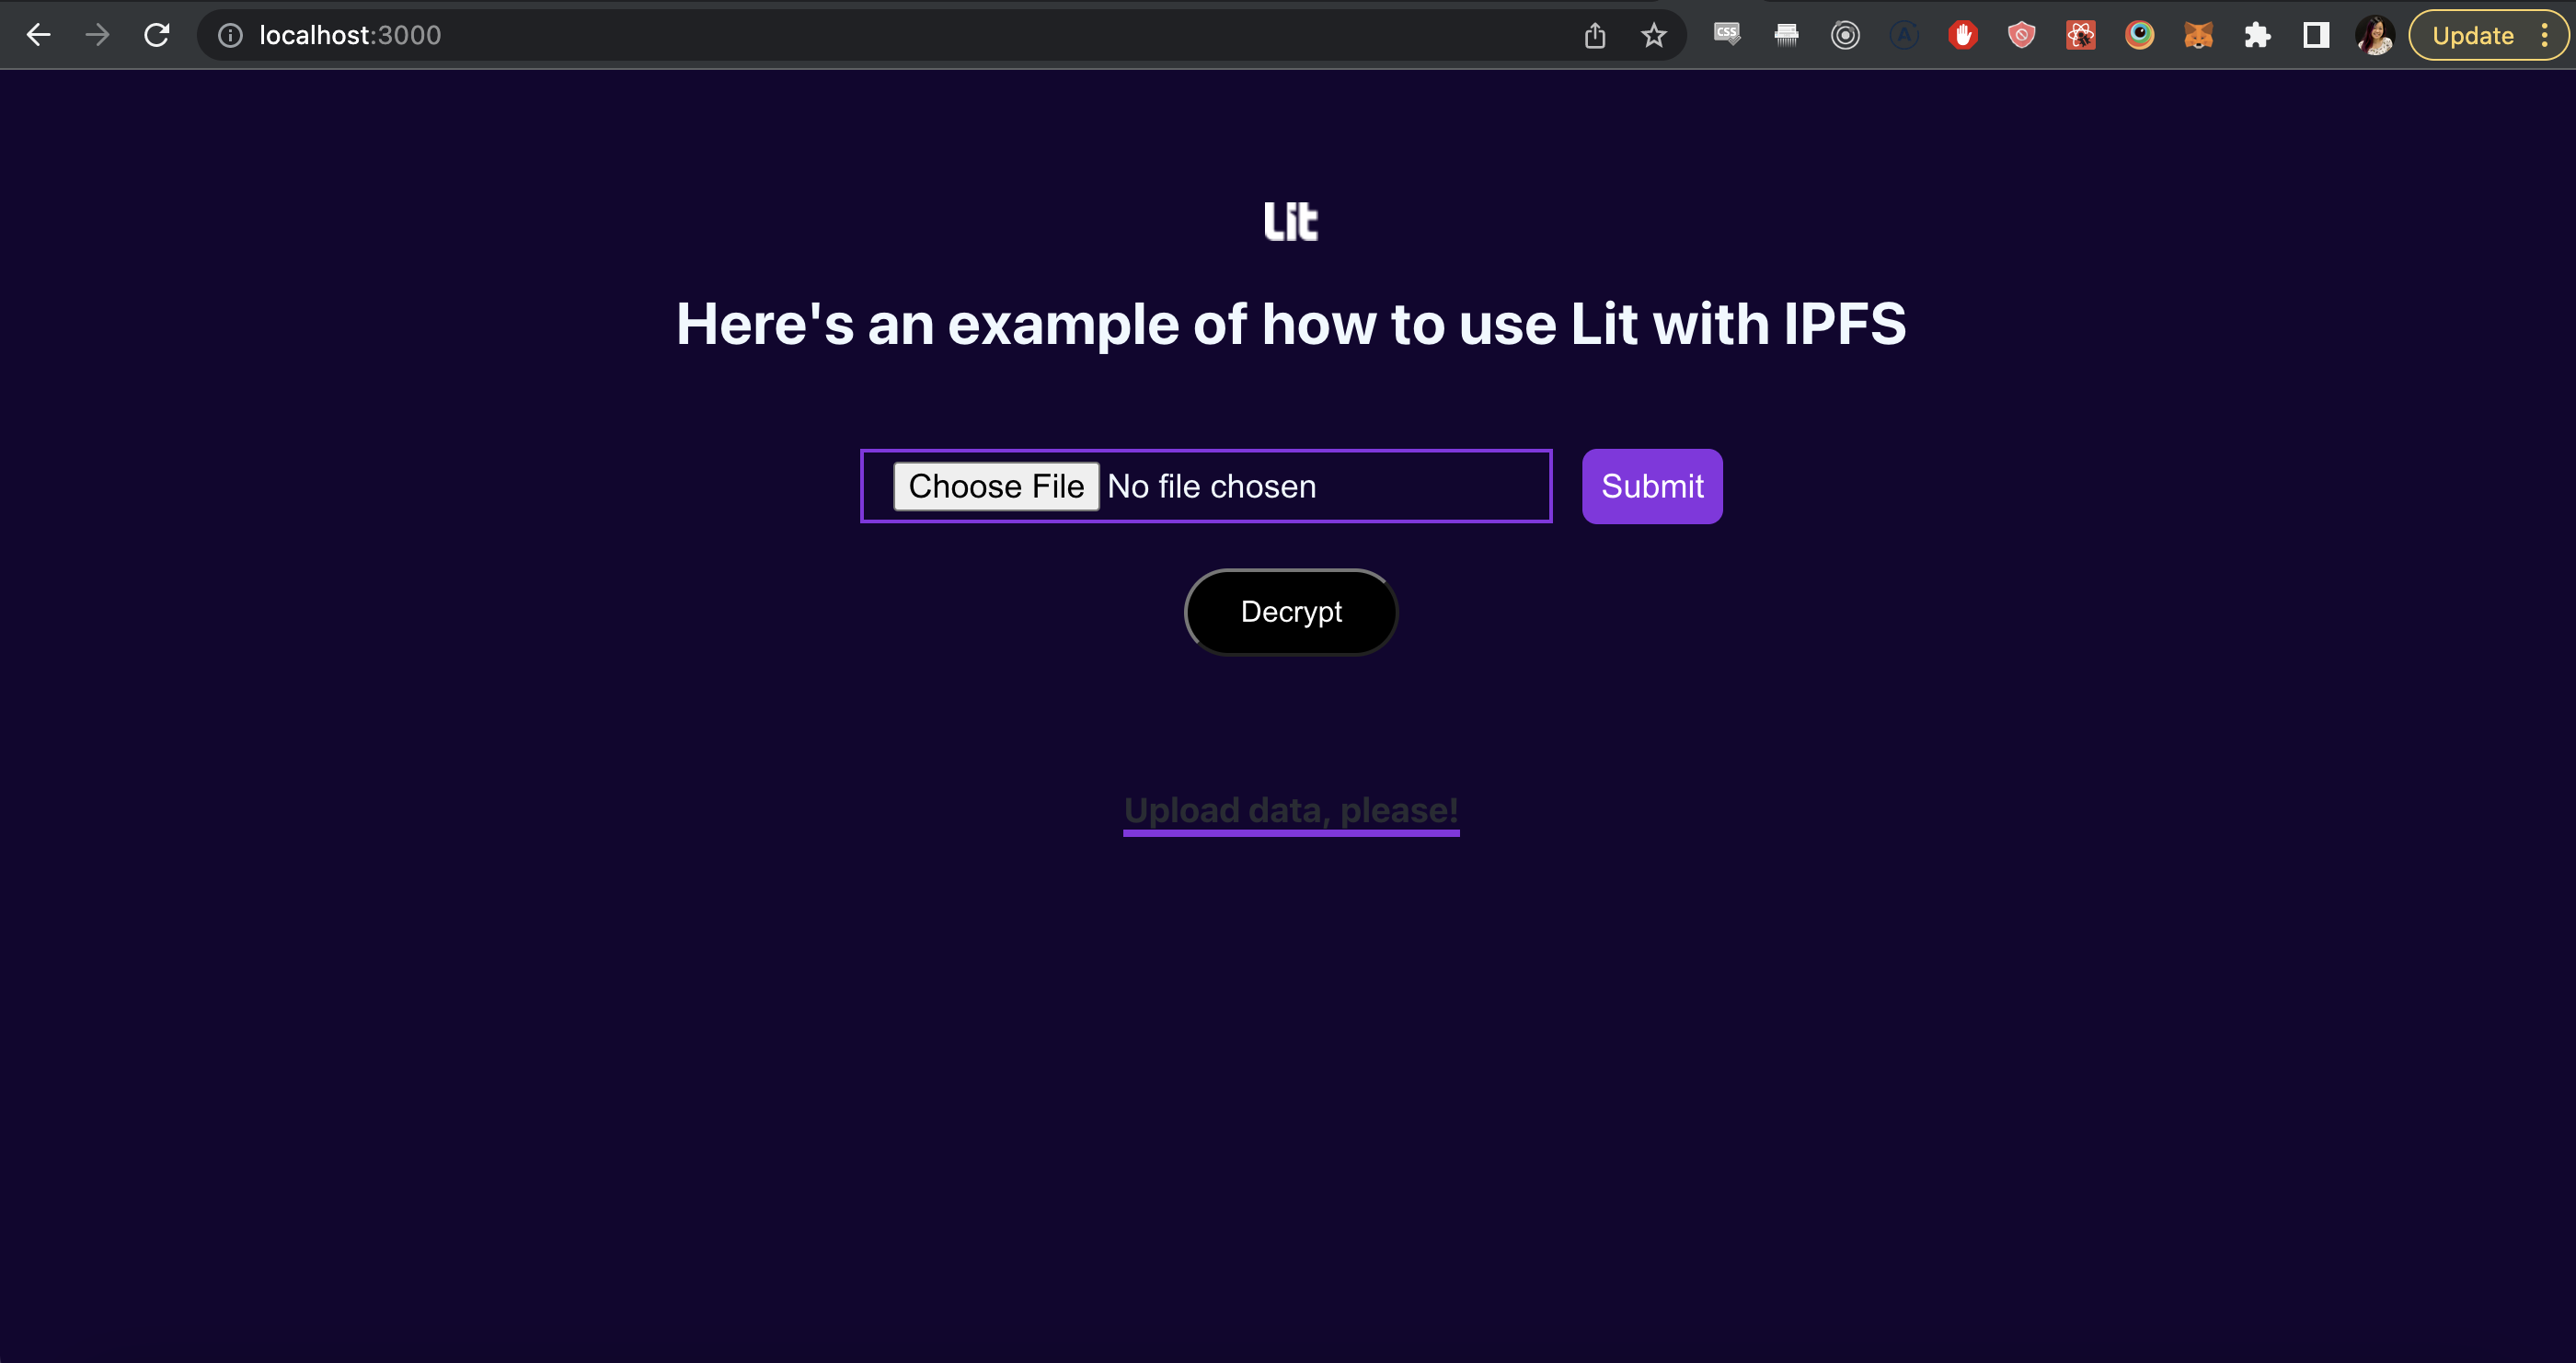 localhost:3000
CSS
A
Update
Lit
Here's an example of how to use Lit with IPFS
Choose File No file chosen
Submit
Decrypt
Upload data, please!